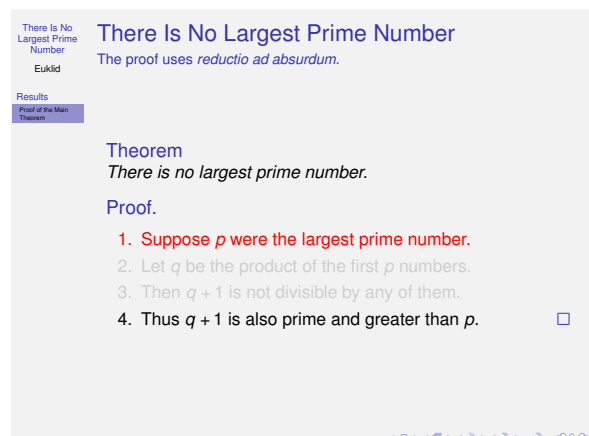 There Is No
Largest Prime
Number
Euklid
Results
Proof of the Main
Theorem
There Is No Largest Prime Number
The proof uses reductio ad absurdum.
Theorem
There is no largest prime number.
Proof.
1. Suppose p were the largest prime number.
2. Let q be the product of the first p numbers.
3. Then q + 1 is not divisible by any of them.
4. Thus q + 1 is also prime and greater than p.